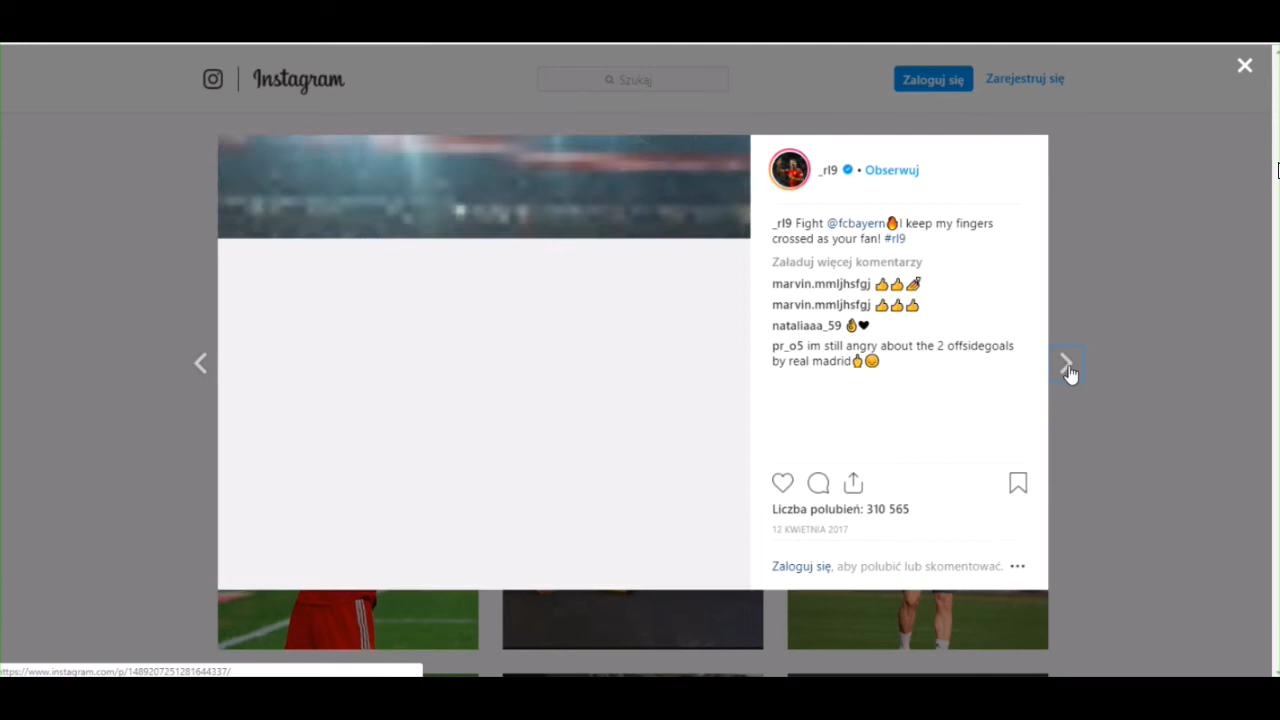 Instagram
Szukaj
Zaloguj się
Zarejestruj się
_rl9 • Obserwuj
_rl9 Fight @fcbayern🔥I keep my fingers
crossed as your fan! #rl9
Załaduj więcej komentarzy
marvin.mmljhsfgj 👍👍💅
marvin.mmljhsfgj 👍👍👍
nataliaaa_59 👌🖤
pr_o5 im still angry about the 2 offsidegoals
by real madrid🖕😑
Liczba polubień: 310 565
12 KWIETNIA 2017
Zaloguj się, aby polubić lub skomentować. •••
https://www.instagram.com/p/1489207251281644337/